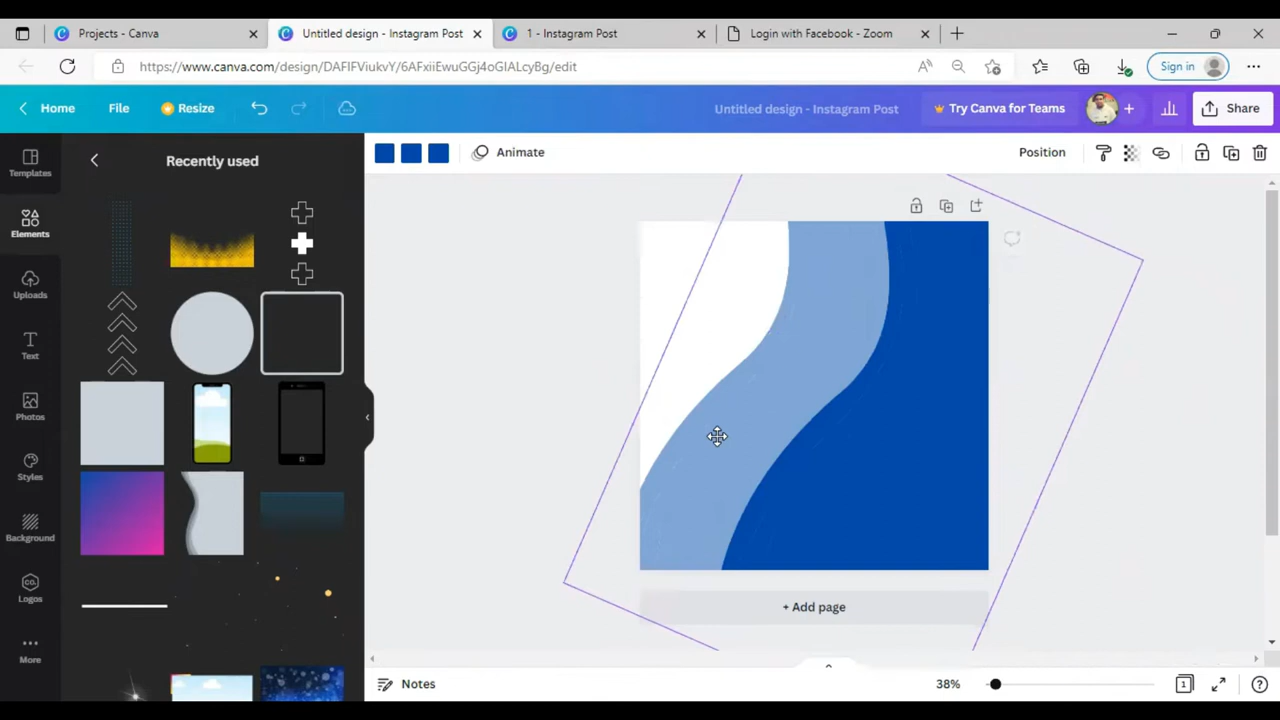 Projects - Canva
Untitled design - Instagram Post
1 - Instagram Post
Login with Facebook - Zoom
https://www.canva.com/design/DAFIFViukvY/6AFxiiEwuGGj4oGIALcyBg/edit
Sign in
Home
File
Resize
Untitled design - Instagram Post
Try Canva for Teams
Share
Templates
Elements
Uploads
Text
Photos
Styles
Background
Logos
More
Recently used
Animate
Position
+ Add page
Notes
38%
1